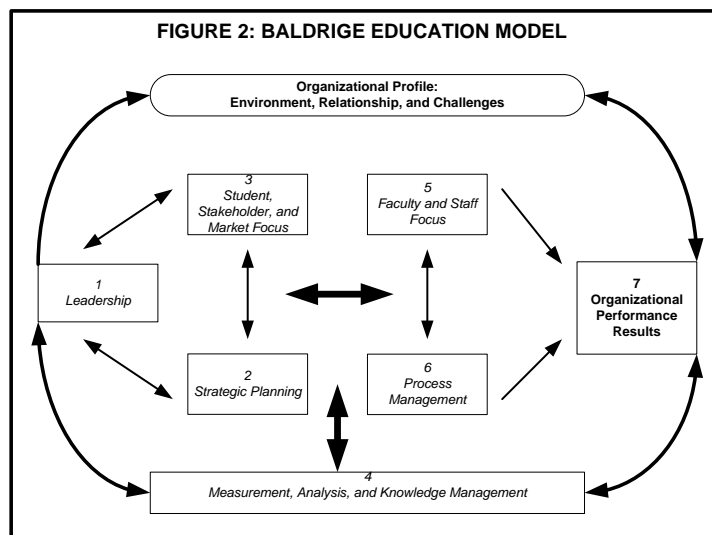 FIGURE 2: BALDRIGE EDUCATION MODEL
Organizational Profile:
Environment, Relationship, and Challenges
3
Student,
Stakeholder, and
Market Focus
5
Faculty and Staff
Focus
1
Leadership
7
Organizational
Performance
Results
2
Strategic Planning
6
Process
Management
4
Measurement, Analysis, and Knowledge Management